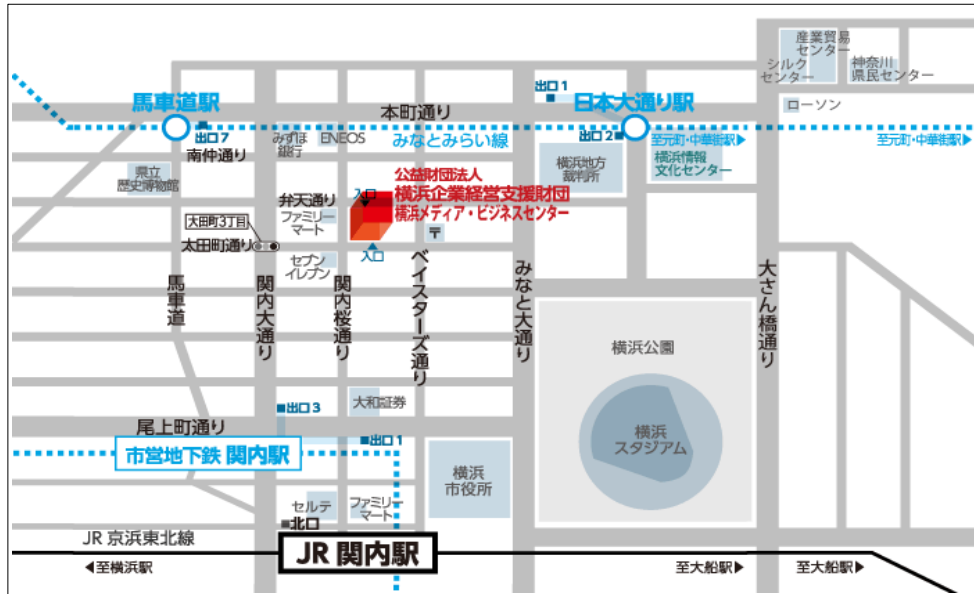 産業貿易
センター
シルク
センター
神奈川
県民センター
出口1
馬車道駅
本町通り
日本大通り駅
ローソン
出口7
みずほ
銀行
ENEOS
みなとみらい線
出口2
至元町・中華街駅▶
至元町・中華街駅▶
南仲通り
県立
歴史博物館
公益財団法人
横浜企業経営支援財団
横浜メディア・ビジネスセンター
横浜地方
裁判所
横浜情報
文化センター
弁天通り
入口
ファミリー
マート
大田町3丁目
太田町通り
〒
入口
セブン
イレブン
馬車道
関内大通り
関内桜通り
ベイスターズ通り
みなと大通り
大さん橋通り
横浜公園
出口3
大和証券
尾上町通り
出口1
横浜
スタジアム
市営地下鉄 関内駅
横浜
市役所
セルテ
ファミリー
マート
北口
JR 京浜東北線
JR 関内駅
◀至横浜駅
至大船駅▶
至大船駅▶